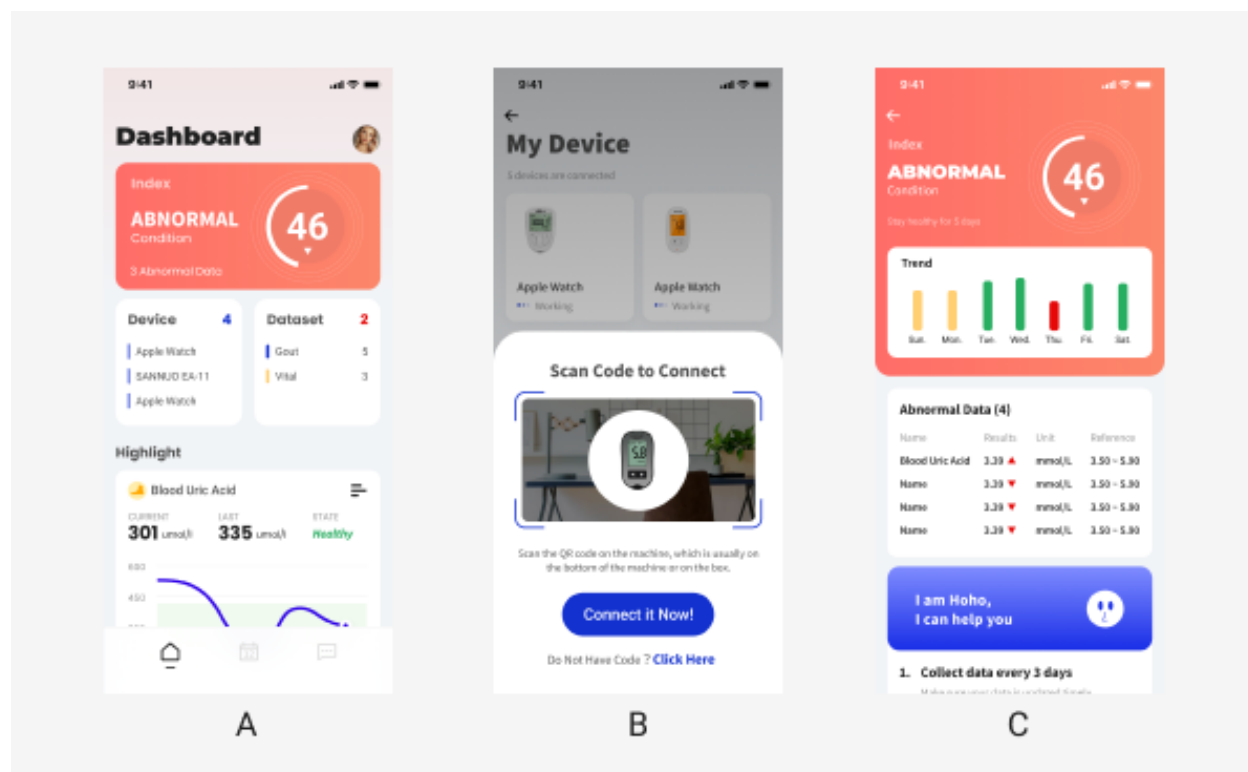 9:41
Dashboard
Index
ABNORMAL
Condition
3 Abnormal Data
46
Device 4
Apple Watch
SANNUO EA-11
Apple Watch
Dataset 2
Gout 5
Vital 3
Highlight
Blood Uric Acid
CURRENT LAST STATE
301 umol/l 335 umol/l Healthy
600
450
A
9:41
My Device
5 devices are connected
Apple Watch
Working
Apple Watch
Working
Scan Code to Connect
5.8
Scan the QR code on the machine, which is usually on
the bottom of the machine or on the box.
Connect it Now!
Do Not Have Code ? Click Here
B
9:41
Index
ABNORMAL
Condition
Stay healthy for 5 days
46
Trend
Sun. Mon. Tue. Wed. Thu. Fri. Sat.
Abnormal Data (4)
Name Results Unit Reference
Blood Uric Acid 3.39 mmol/L 3.50 ~ 5.90
Name 3.39 mmol/L 3.50 ~ 5.90
Name 3.39 mmol/L 3.50 ~ 5.90
Name 3.39 mmol/L 3.50 ~ 5.90
I am Hoho,
I can help you
1. Collect data every 3 days
C